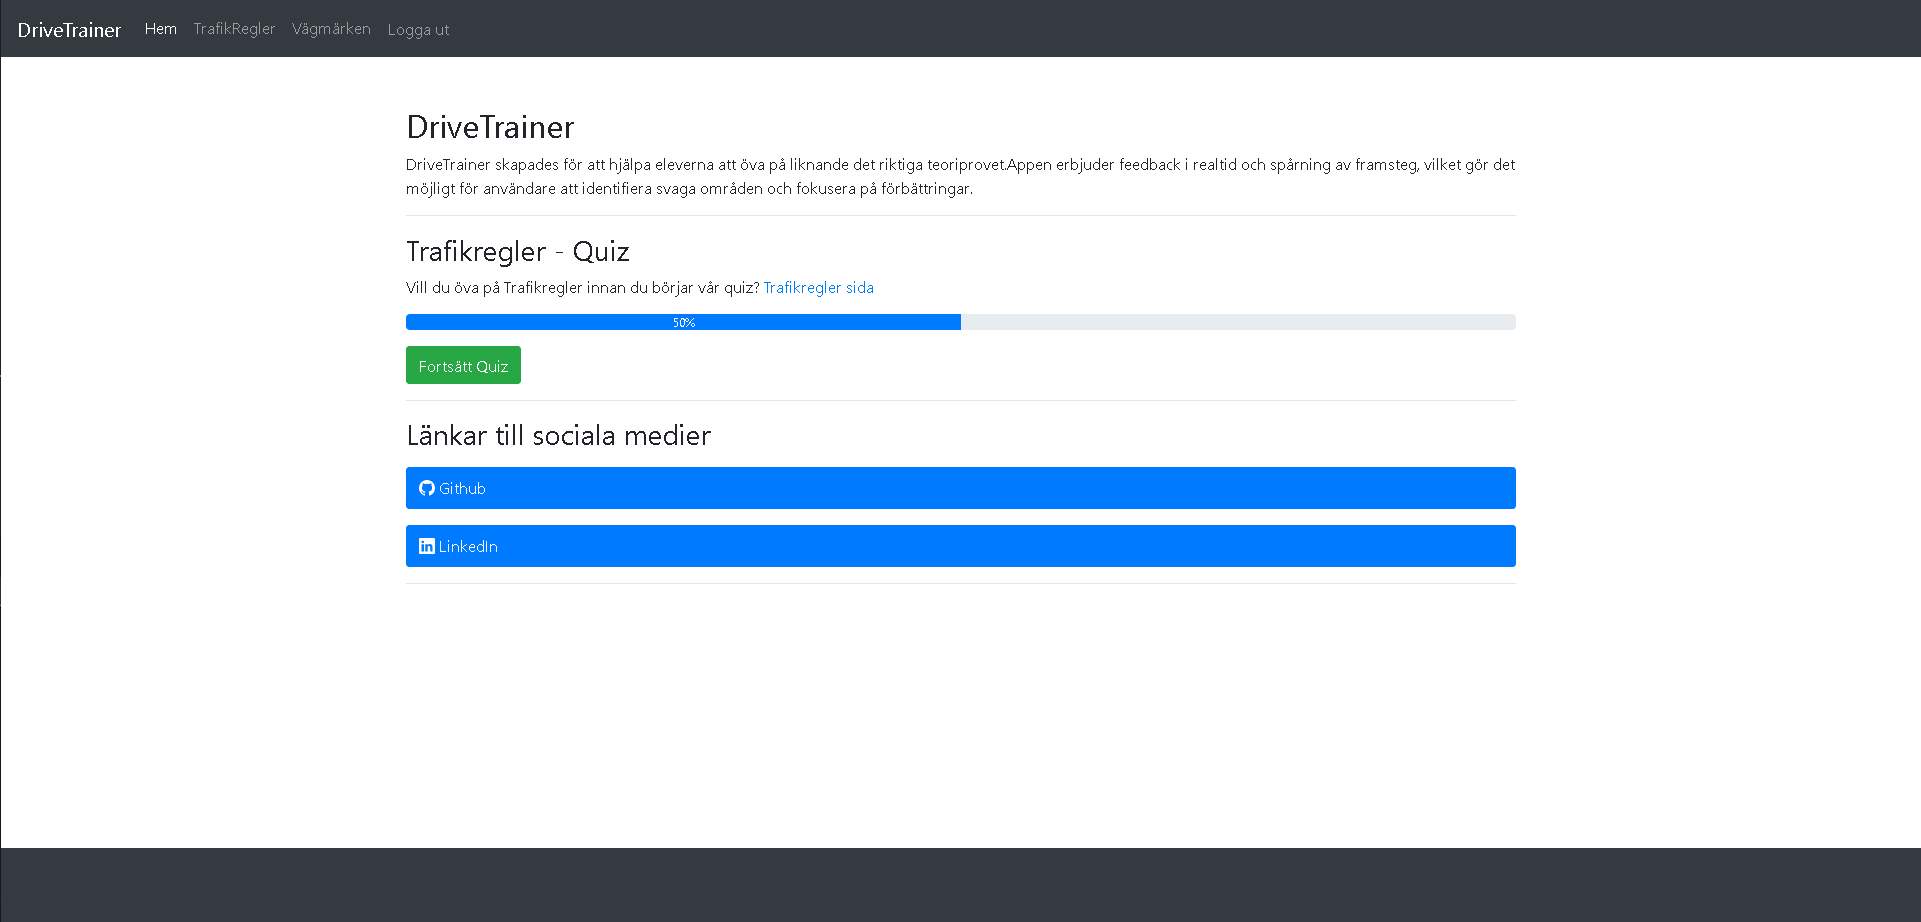 DriveTrainer Hem TrafikRegler Vägmärken Logga ut
DriveTrainer
DriveTrainer skapades för att hjälpa eleverna att öva på liknande det riktiga teoriprovet.Appen erbjuder feedback i realtid och spårning av framsteg, vilket gör det
möjligt för användare att identifiera svaga områden och fokusera på förbättringar.
Trafikregler - Quiz
Vill du öva på Trafikregler innan du börjar vår quiz? Trafikregler sida
50%
Fortsätt Quiz
Länkar till sociala medier
Github
LinkedIn